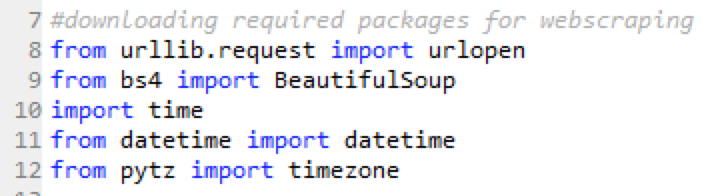 7 #downloading required packages for webscraping
8 from urllib.request import urlopen
9 from bs4 import BeautifulSoup
10 import time
11 from datetime import datetime
12 from pytz import timezone